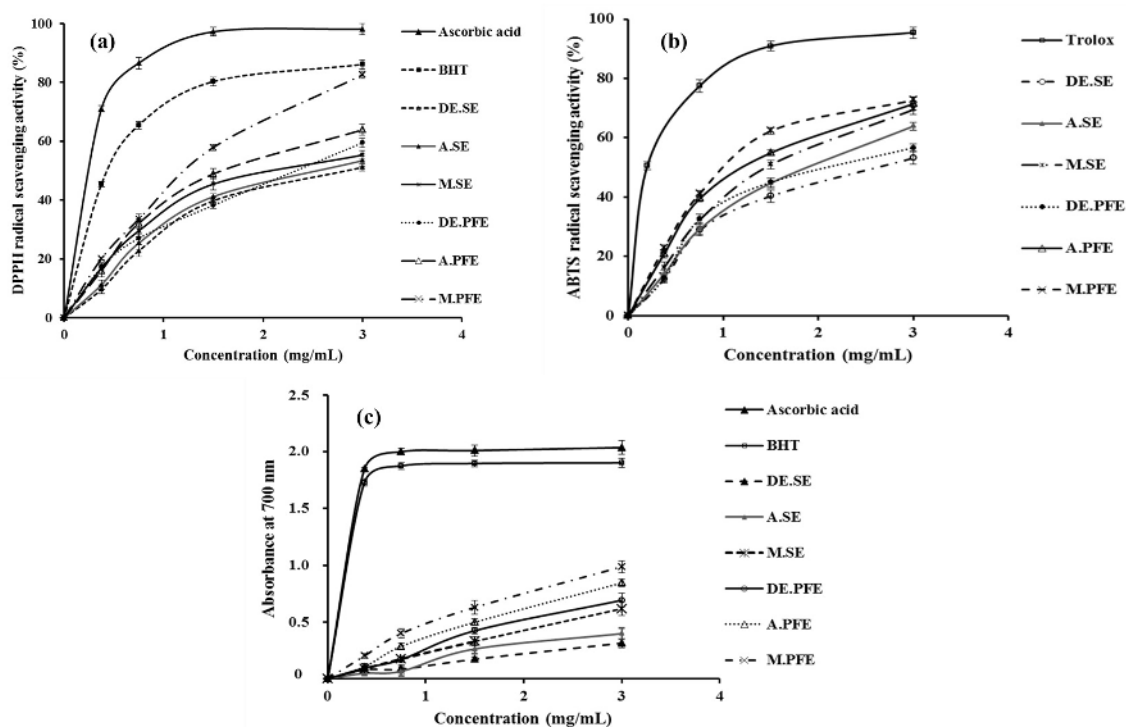 (a)
DPPH radical scavenging activity (%)
100
80
60
40
20
0
0 1 2 3 4
Concentration (mg/mL)
Ascorbic acid
BHT
DE.SE
A.SE
M.SE
DE.PFE
A.PFE
M.PFE
(b)
ABTS radical scavenging activity (%)
100
80
60
40
20
0
0 1 2 3 4
Concentration (mg/mL)
Trolox
DE.SE
A.SE
M.SE
DE.PFE
A.PFE
M.PFE
(c)
Absorbance at 700 nm
2.5
2.0
1.5
1.0
0.5
0
0 1 2 3 4
Concentration (mg/mL)
Ascorbic acid
BHT
DE.SE
A.SE
M.SE
DE.PFE
A.PFE
M.PFE